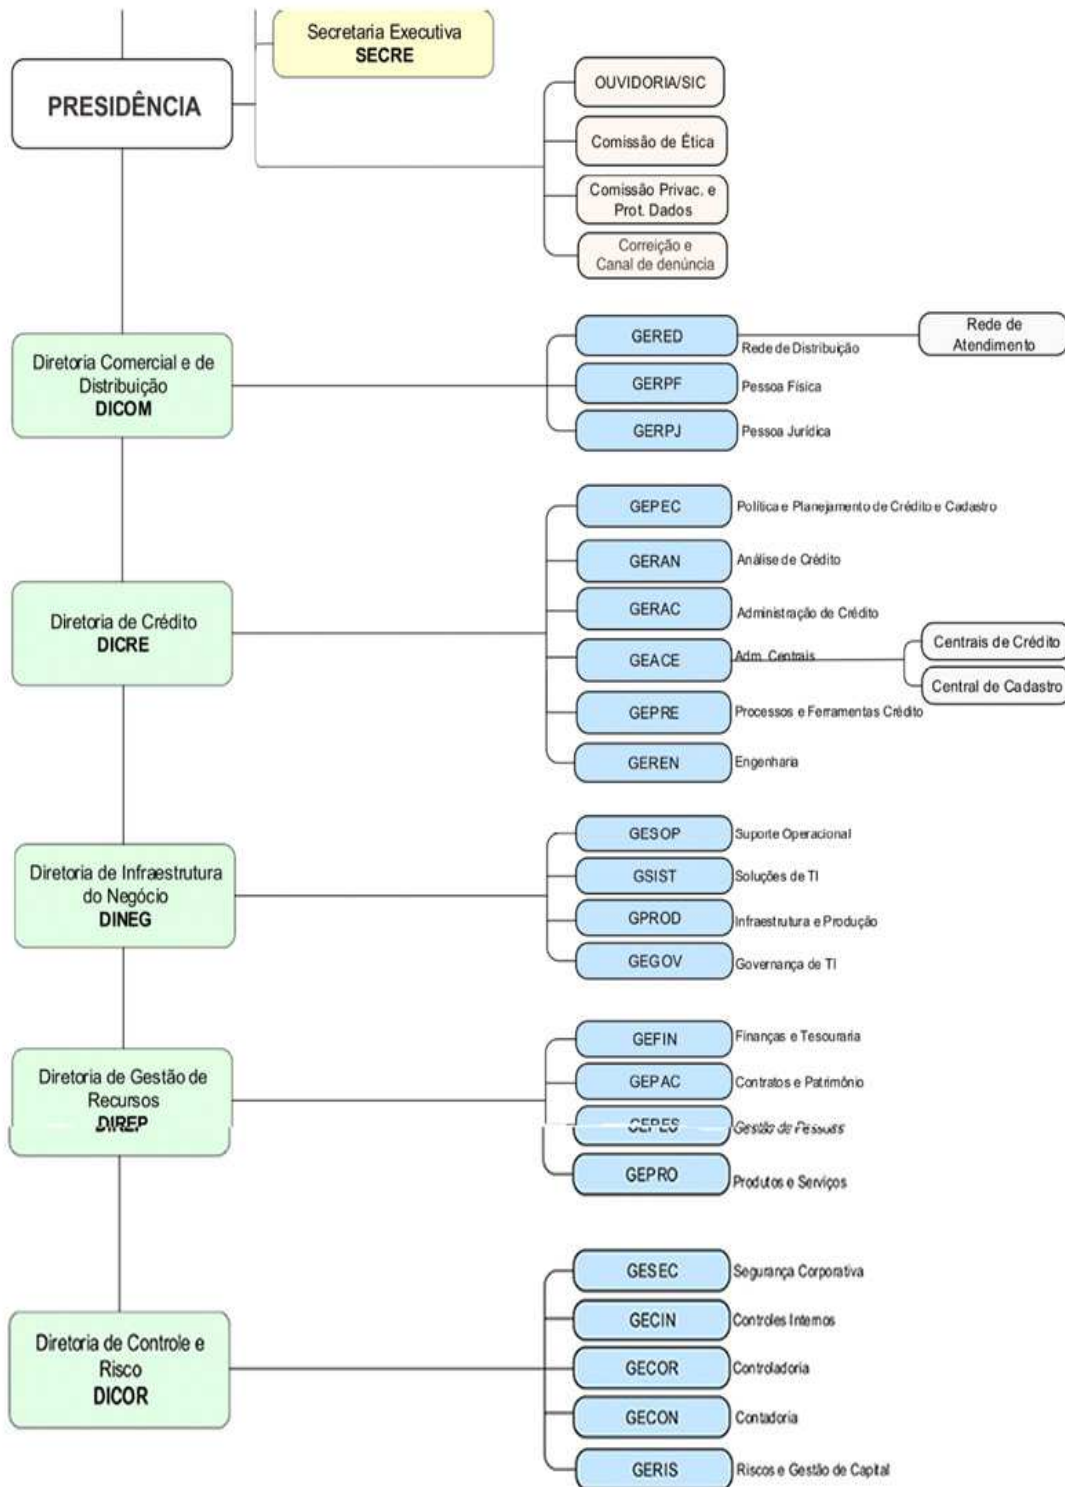 Secretaria Executiva
SECRE
PRESIDÊNCIA
OUVIDORIA/SIC
Comissão de Ética
Comissão Privac. e
Prot. Dados
Correição e
Canal de denúncia
Diretoria Comercial e de
Distribuição
DICOM
GERED
Rede de Distribuição
Rede de
Atendimento
GERPF
Pessoa Física
GERPJ
Pessoa Jurídica
Diretoria de Crédito
DICRE
GEPEC
Política e Planejamento de Crédito e Cadastro
GERAN
Análise de Crédito
GERAC
Administração de Crédito
GEACE
Adm. Centrais
Centrais de Crédito
Central de Cadastro
GEPRE
Processos e Ferramentas Crédito
GEREN
Engenharia
Diretoria de Infraestrutura
do Negócio
DINEG
GESOP
Suporte Operacional
GSIST
Soluções de TI
GPROD
Infraestrutura e Produção
GEGOV
Governança de TI
Diretoria de Gestão de
Recursos
DIREP
GEFIN
Finanças e Tesouraria
GEPAC
Contratos e Patrimônio
GEPES
Gestão de Pessoas
GEPRO
Produtos e Serviços
Diretoria de Controle e
Risco
DICOR
GESEC
Segurança Corporativa
GECIN
Controles Internos
GECOR
Controladoria
GECON
Contadoria
GERIS
Riscos e Gestão de Capital